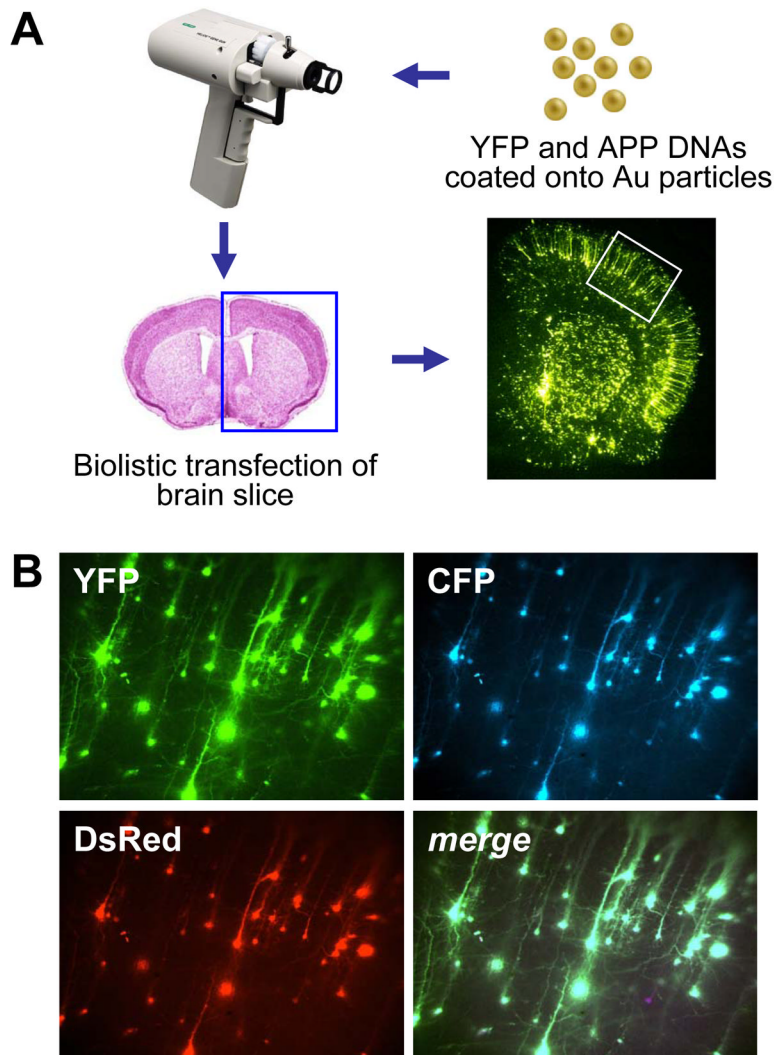 A
YFP and APP DNAs
coated onto Au particles
Biolistic transfection of
brain slice
B
YFP
CFP
DsRed
merge